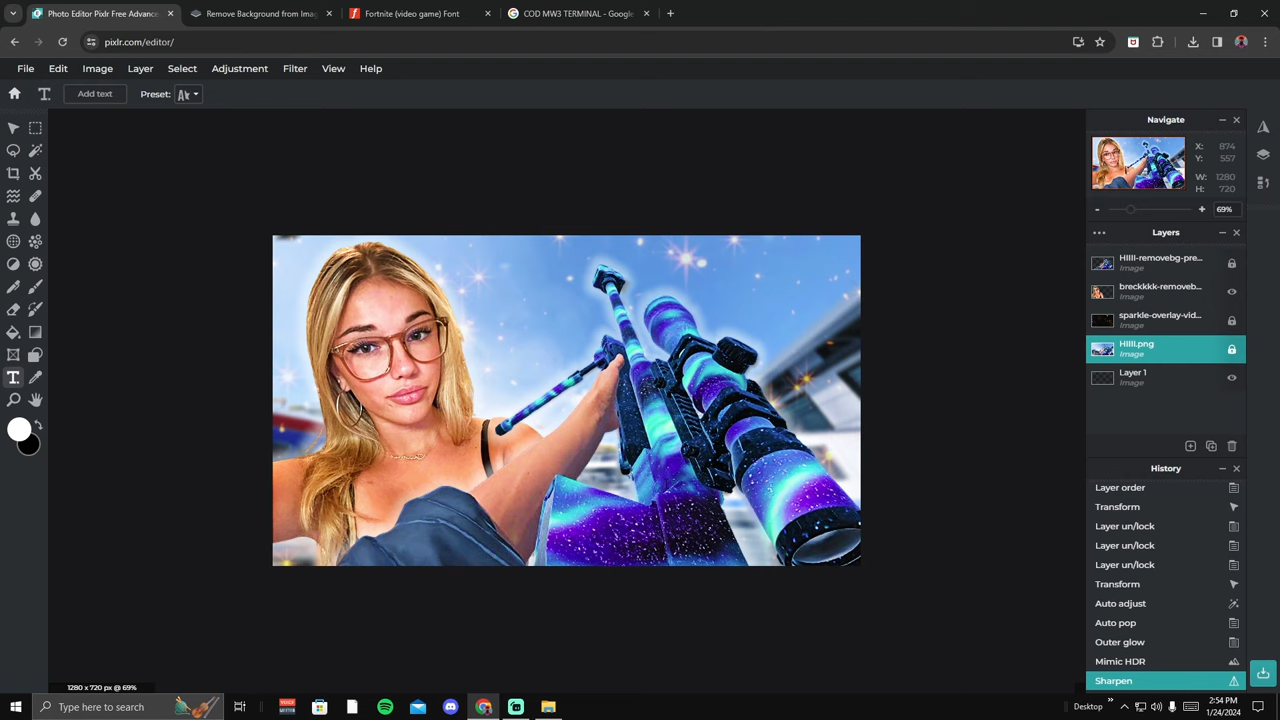 Photo Editor Pixlr Free Advance
Remove Background from Imag
Fortnite (video game) Font
COD MW3 TERMINAL - Google
pixlr.com/editor/
File Edit Image Layer Select Adjustment Filter View Help
Add text Preset:
Navigate
X: 874
Y: 557
W: 1280
H: 720
69%
Layers
HIIII-removebg-pre...
Image
breckkkk-removeb...
Image
sparkle-overlay-vid...
Image
HIIII.png
Image
Layer 1
Image
History
Layer order
Transform
Layer un/lock
Layer un/lock
Layer un/lock
Transform
Auto adjust
Auto pop
Outer glow
Mimic HDR
Sharpen
1280 x 720 px @ 69%
Type here to search
Desktop
2:54 PM
1/24/2024